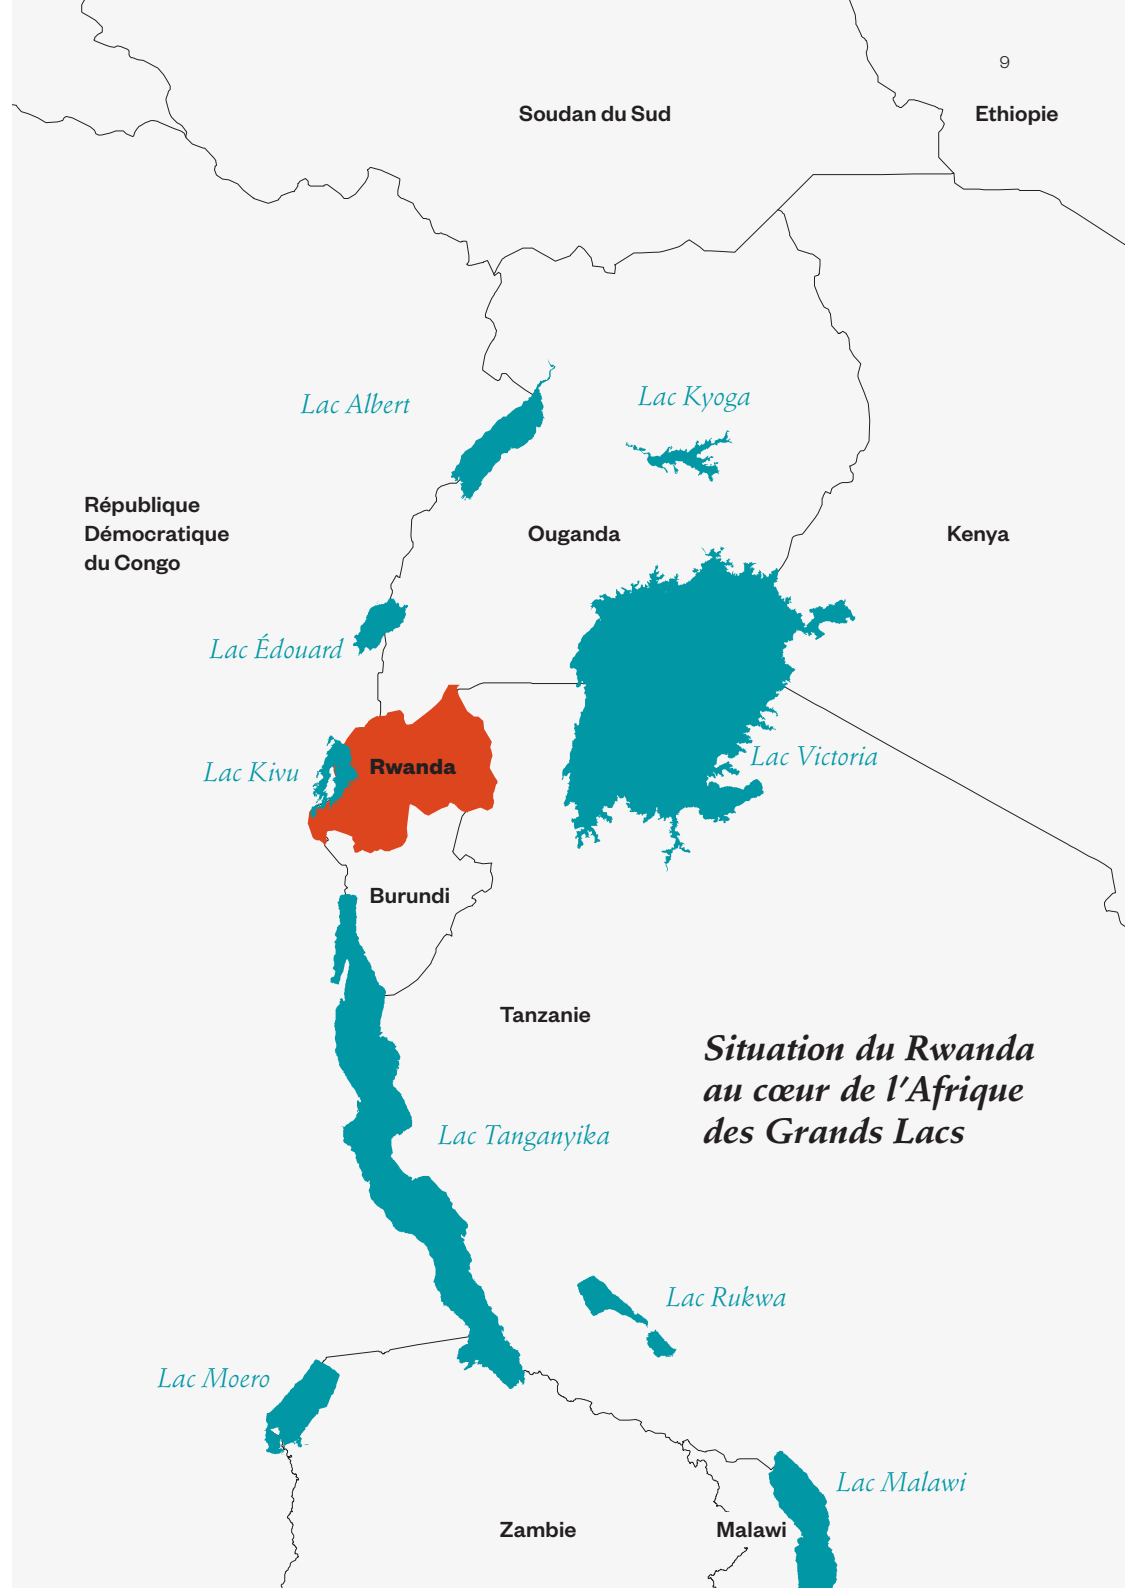 9
Soudan du Sud
Ethiopie
Lac Albert
Lac Kyoga
République
Démocratique
du Congo
Ouganda
Kenya
Lac Édouard
Lac Kivu
Rwanda
Lac Victoria
Burundi
Tanzanie
Situation du Rwanda
au cœur de l’Afrique
des Grands Lacs
Lac Tanganyika
Lac Rukwa
Lac Moero
Lac Malawi
Zambie
Malawi